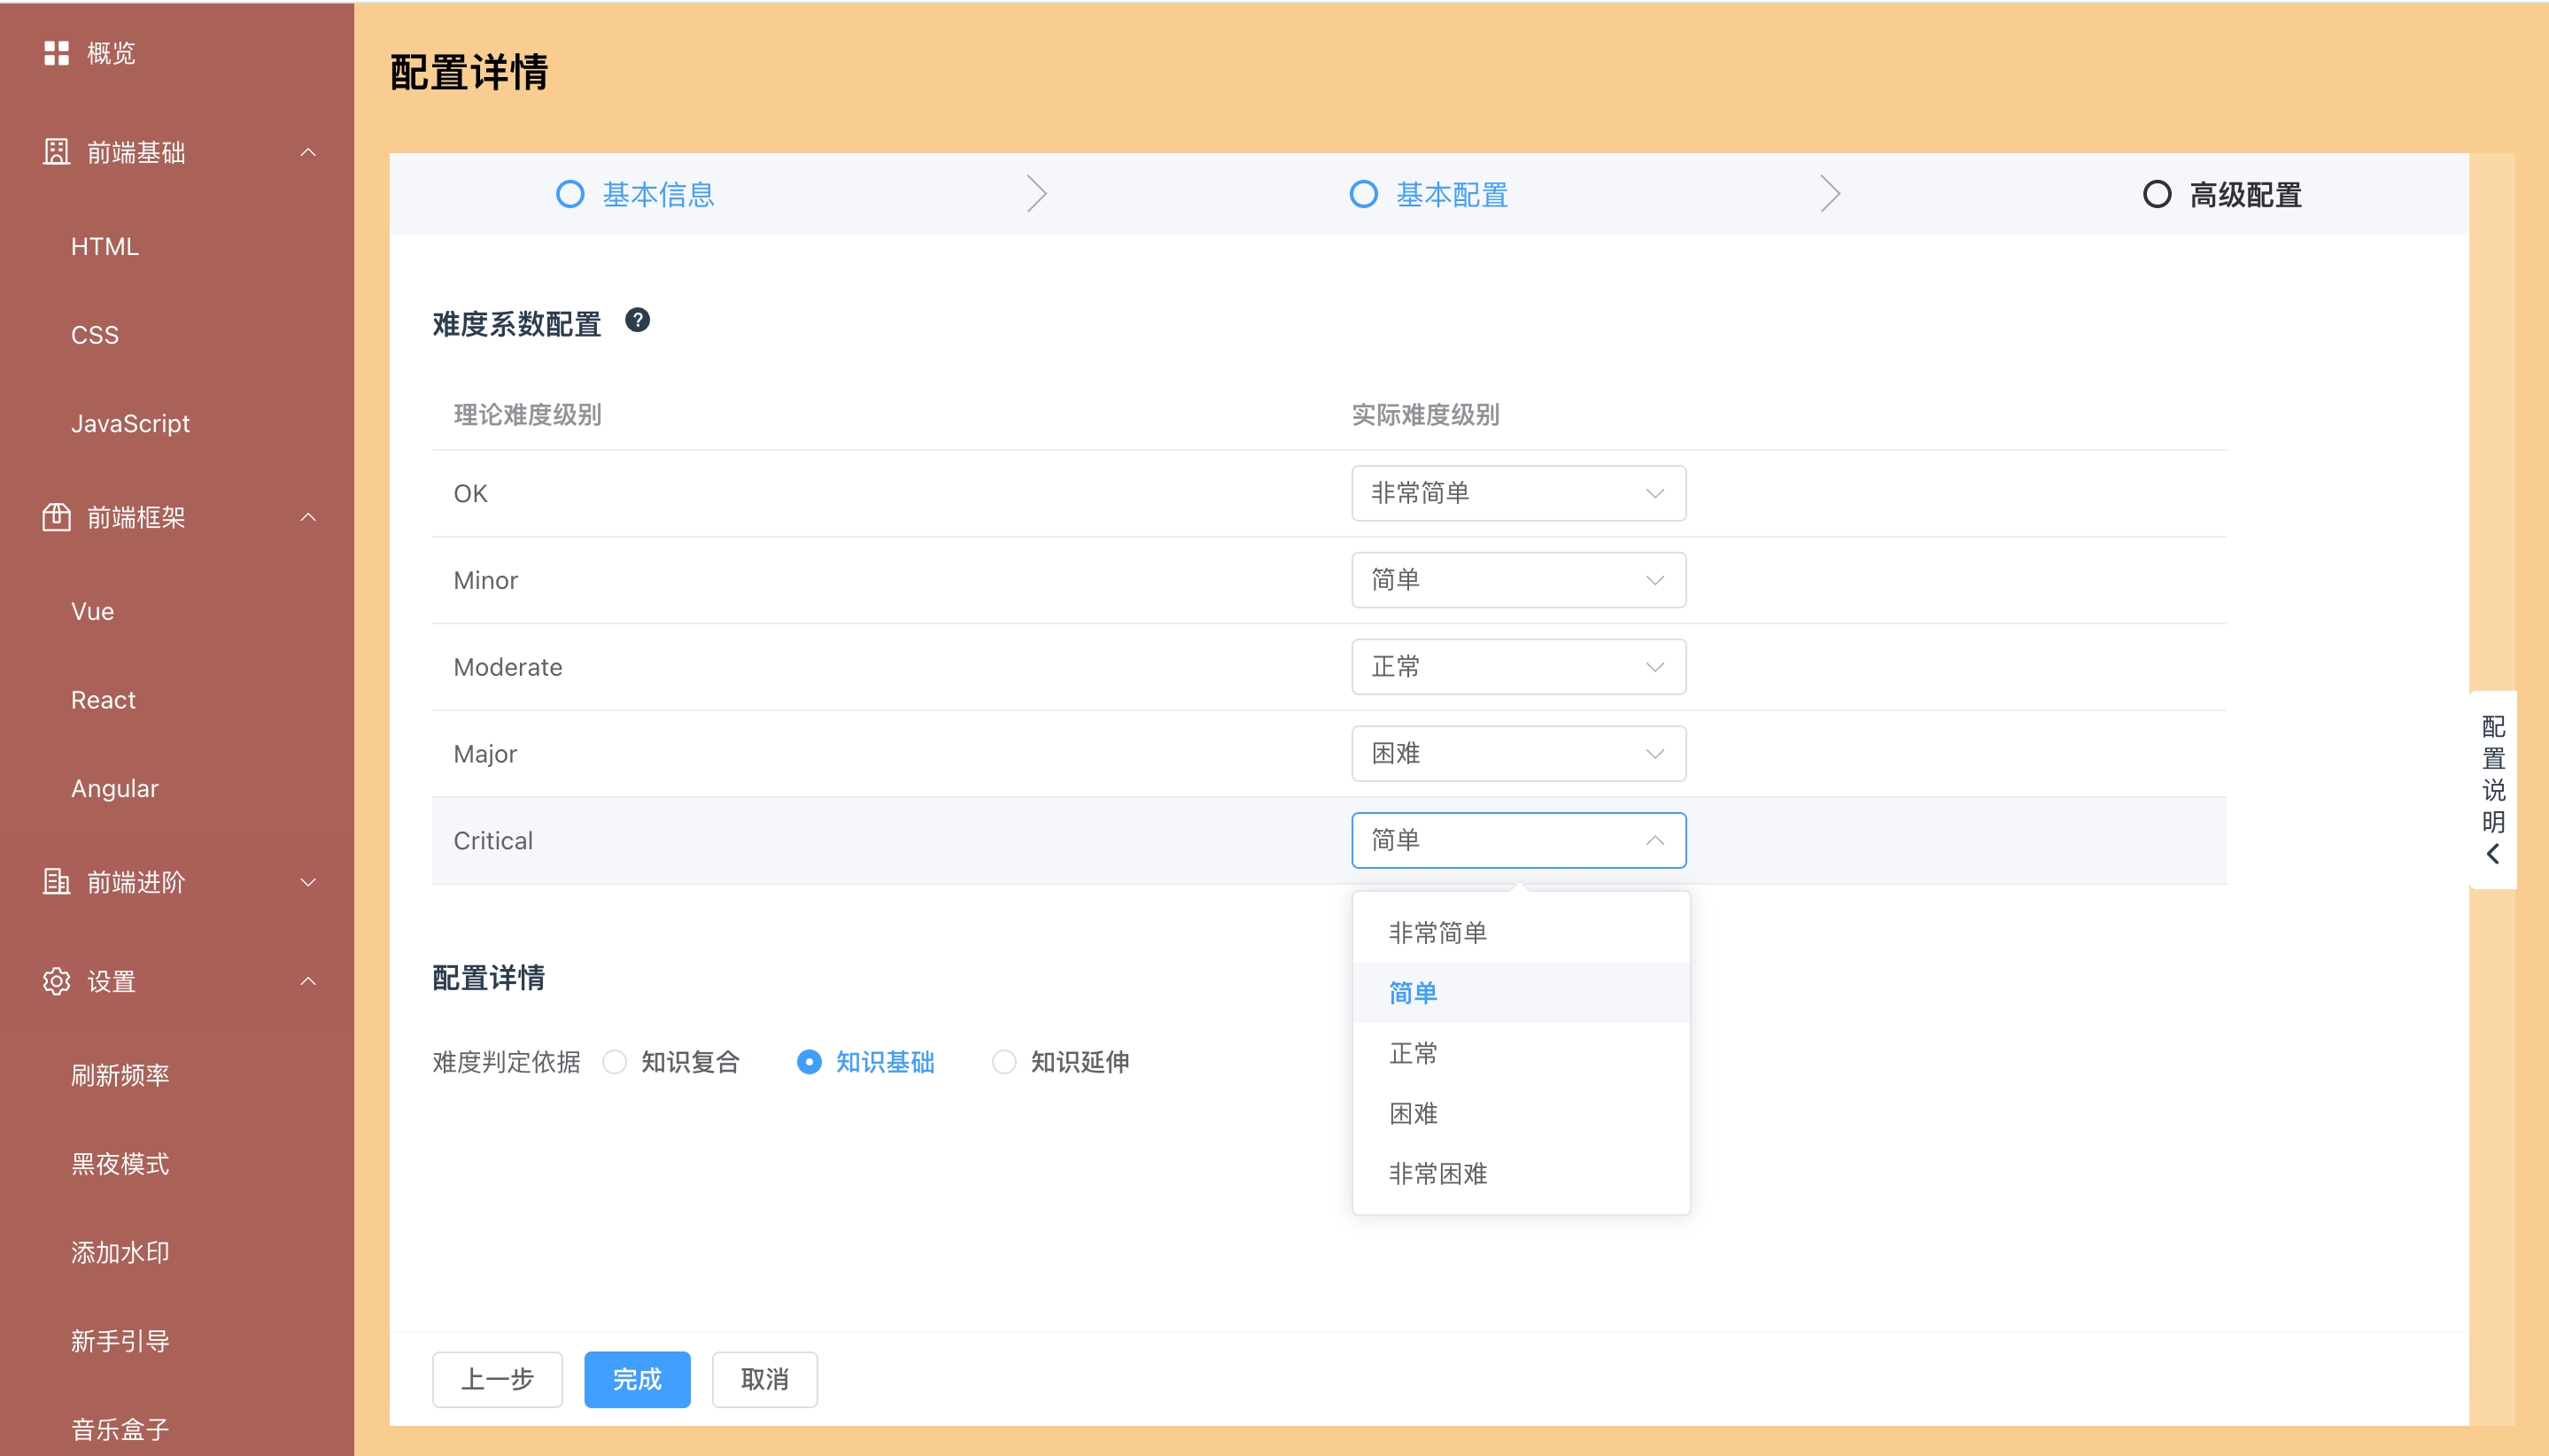 概览
前端基础
HTML
CSS
JavaScript
前端框架
Vue
React
Angular
前端进阶
设置
刷新频率
黑夜模式
添加水印
新手引导
音乐盒子
配置详情
基本信息
基本配置
高级配置
难度系数配置 ?
理论难度级别 实际难度级别
OK 非常简单
Minor 简单
Moderate 正常
Major 困难
Critical 简单
非常简单
简单
正常
困难
非常困难
配置详情
难度判定依据 知识复合 知识基础 知识延伸
上一步 完成 取消
配置说明